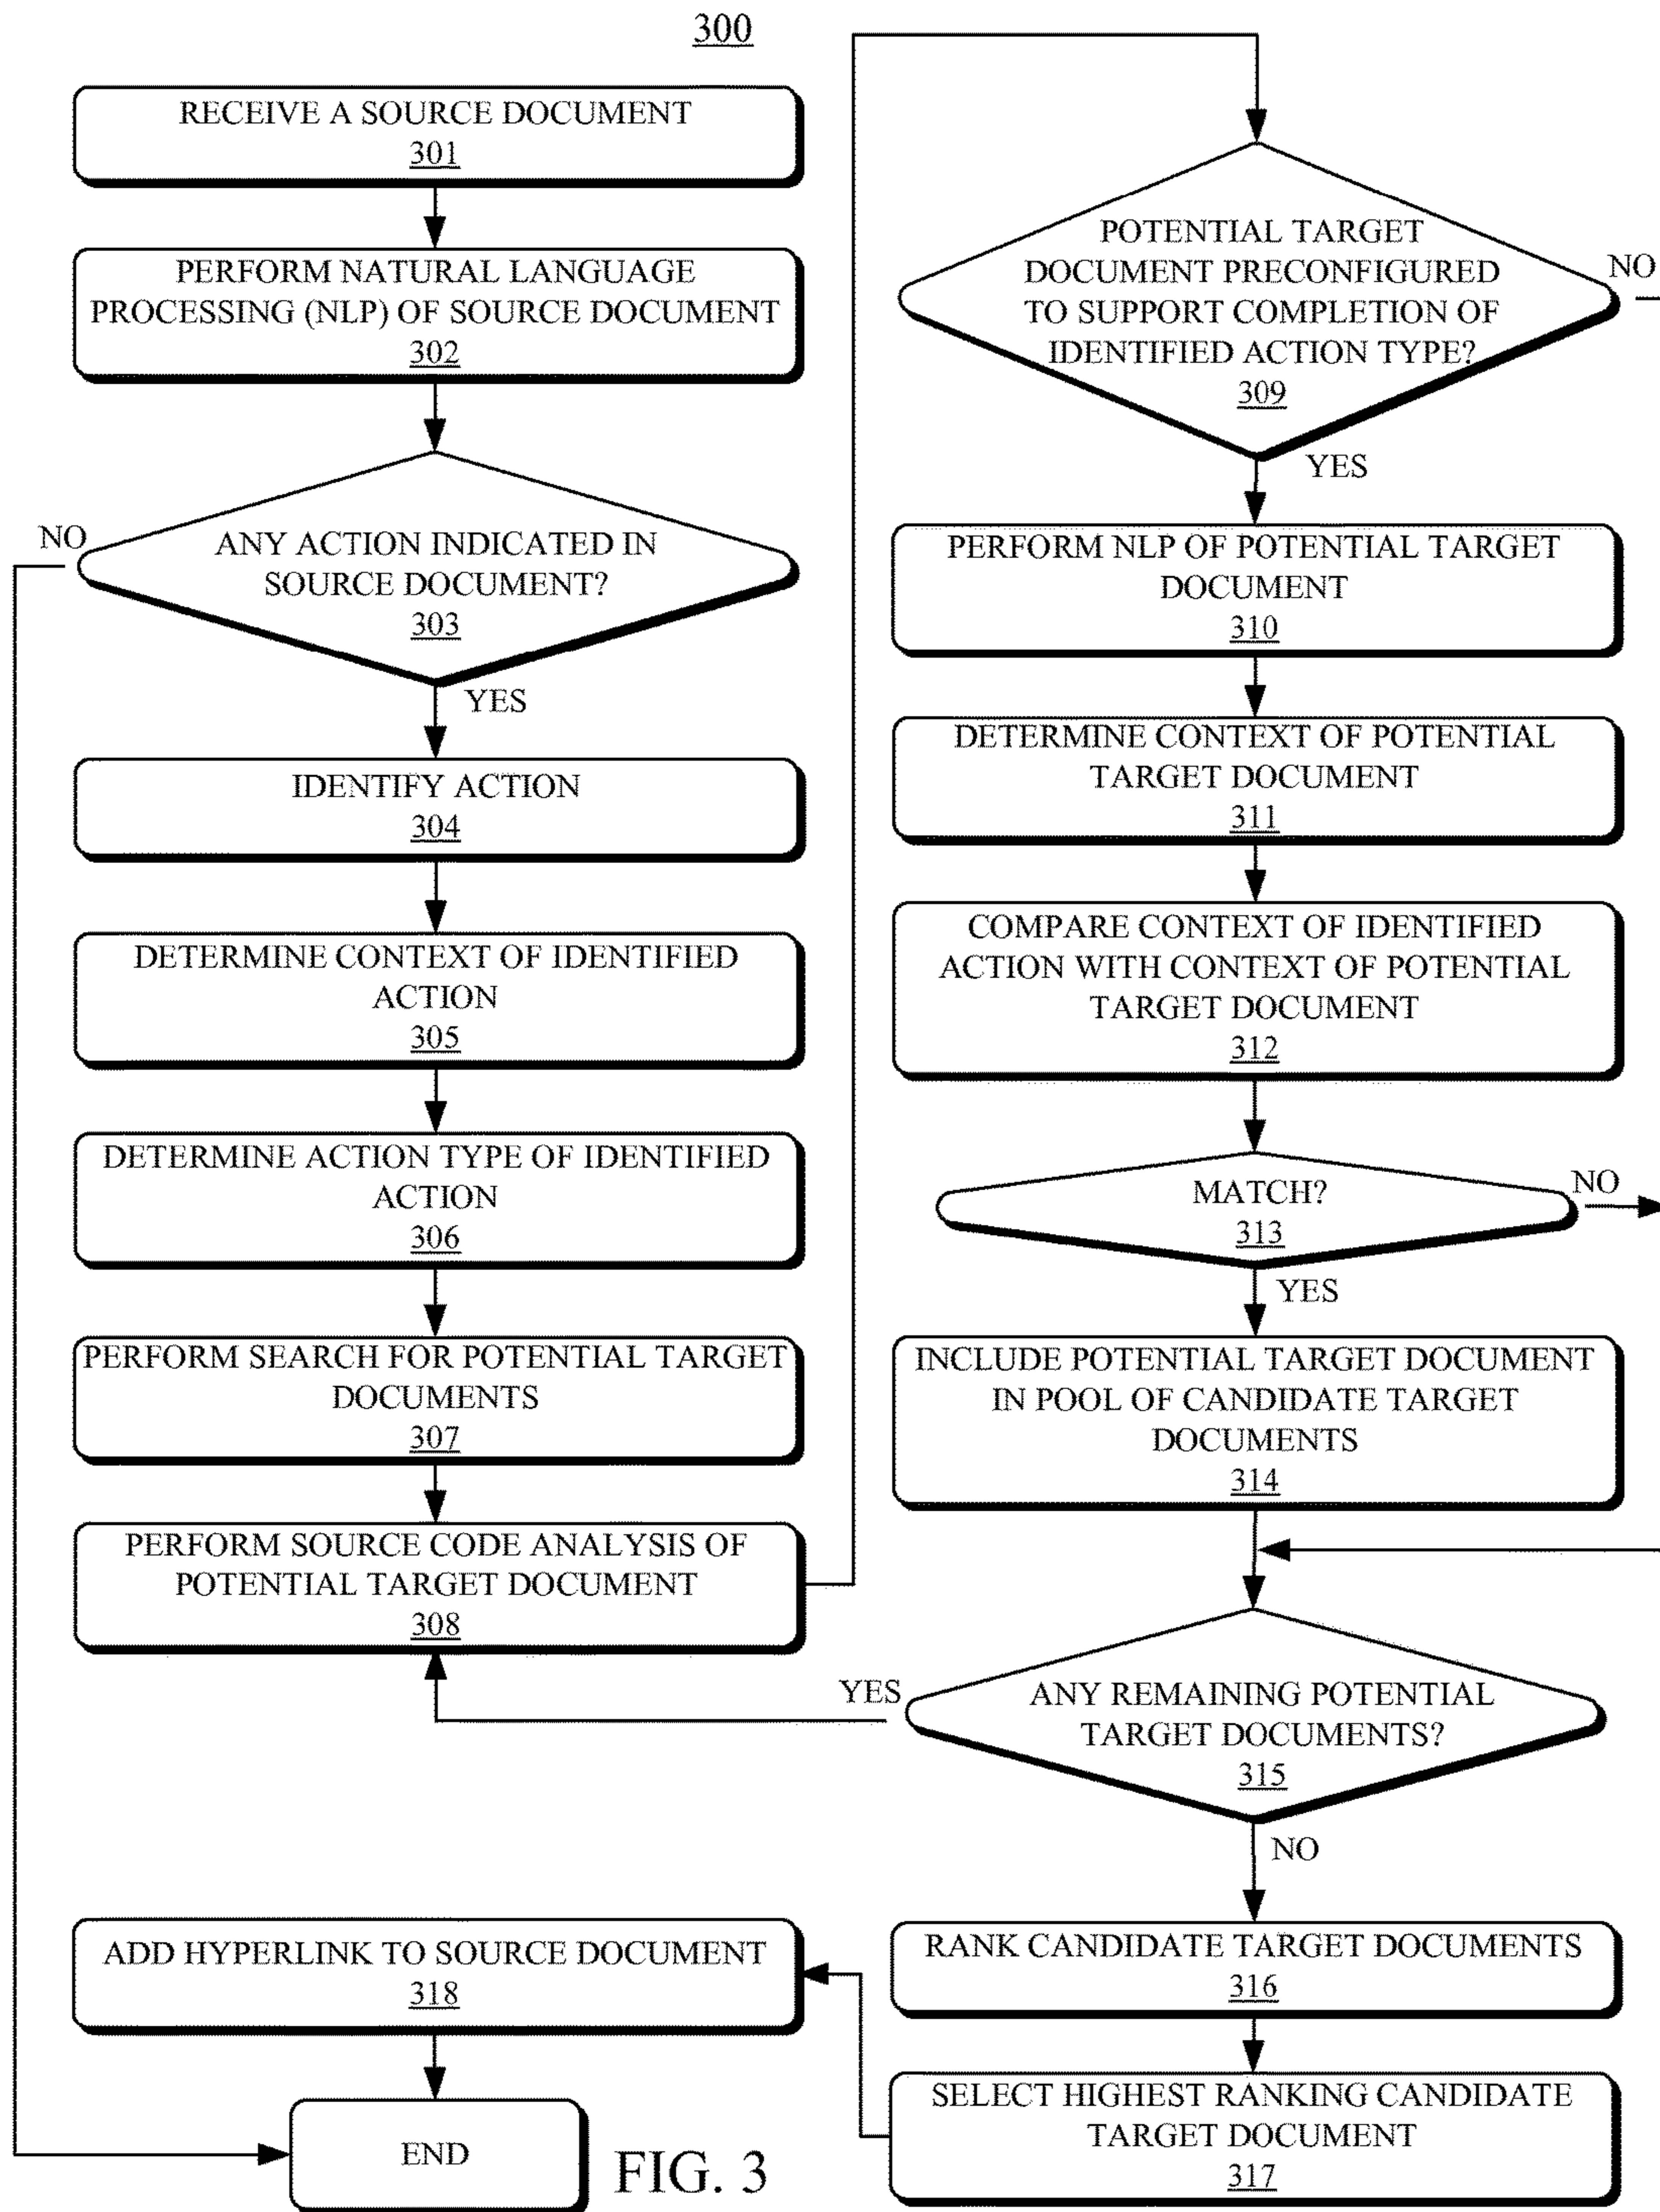 300
RECEIVE A SOURCE DOCUMENT
301
PERFORM NATURAL LANGUAGE
PROCESSING (NLP) OF SOURCE DOCUMENT
302
NO
ANY ACTION INDICATED IN
SOURCE DOCUMENT?
303
YES
IDENTIFY ACTION
304
DETERMINE CONTEXT OF IDENTIFIED
ACTION
305
DETERMINE ACTION TYPE OF IDENTIFIED
ACTION
306
PERFORM SEARCH FOR POTENTIAL TARGET
DOCUMENTS
307
PERFORM SOURCE CODE ANALYSIS OF
POTENTIAL TARGET DOCUMENT
308
POTENTIAL TARGET
DOCUMENT PRECONFIGURED
TO SUPPORT COMPLETION OF
IDENTIFIED ACTION TYPE?
309
NO
YES
PERFORM NLP OF POTENTIAL TARGET
DOCUMENT
310
DETERMINE CONTEXT OF POTENTIAL
TARGET DOCUMENT
311
COMPARE CONTEXT OF IDENTIFIED
ACTION WITH CONTEXT OF POTENTIAL
TARGET DOCUMENT
312
MATCH?
313
NO
YES
INCLUDE POTENTIAL TARGET DOCUMENT
IN POOL OF CANDIDATE TARGET
DOCUMENTS
314
YES
ANY REMAINING POTENTIAL
TARGET DOCUMENTS?
315
NO
RANK CANDIDATE TARGET DOCUMENTS
316
SELECT HIGHEST RANKING CANDIDATE
TARGET DOCUMENT
317
ADD HYPERLINK TO SOURCE DOCUMENT
318
END
FIG. 3